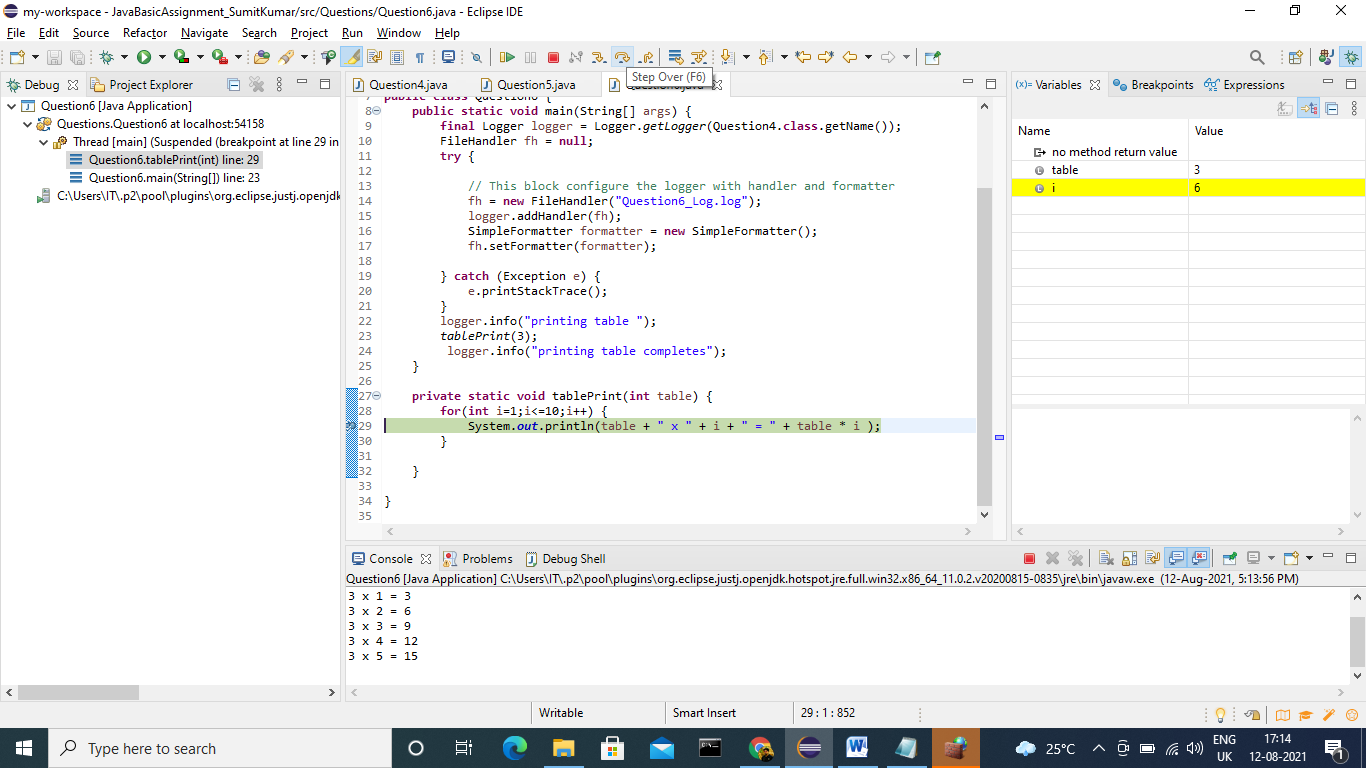 my-workspace - JavaBasicAssignment_SumitKumar/src/Questions/Question6.java - Eclipse IDE
File Edit Source Refactor Navigate Search Project Run Window Help
Step Over (F6)
Debug Project Explorer
Question6 [Java Application]
Questions.Question6 at localhost:54158
Thread [main] (Suspended (breakpoint at line 29 in
Question6.tablePrint(int) line: 29
Question6.main(String[]) line: 23
C:\Users\IT\.p2\pool\plugins\org.eclipse.justj.openjdk
Question4.java Question5.java
7 public class Question6 {
8 public static void main(String[] args) {
9 final Logger logger = Logger.getLogger(Question4.class.getName());
10 FileHandler fh = null;
11 try {
12
13 // This block configure the logger with handler and formatter
14 fh = new FileHandler("Question6_Log.log");
15 logger.addHandler(fh);
16 SimpleFormatter formatter = new SimpleFormatter();
17 fh.setFormatter(formatter);
18
19 } catch (Exception e) {
20 e.printStackTrace();
21 }
22 logger.info("printing table ");
23 tablePrint(3);
24 logger.info("printing table completes");
25 }
26
27 private static void tablePrint(int table) {
28 for(int i=1;i<=10;i++) {
29 System.out.println(table + " x " + i + " = " + table * i );
30 }
31
32 }
33
34 }
35
(x)= Variables Breakpoints Expressions
Name Value
no method return value
table 3
i 6
Console Problems Debug Shell
Question6 [Java Application] C:\Users\IT\.p2\pool\plugins\org.eclipse.justj.openjdk.hotspot.jre.full.win32.x86_64_11.0.2.v20200815-0835\jre\bin\javaw.exe (12-Aug-2021, 5:13:56 PM)
3 x 1 = 3
3 x 2 = 6
3 x 3 = 9
3 x 4 = 12
3 x 5 = 15
Writable Smart Insert 29 : 1 : 852
Type here to search
25°C
ENG
UK
17:14
12-08-2021
1